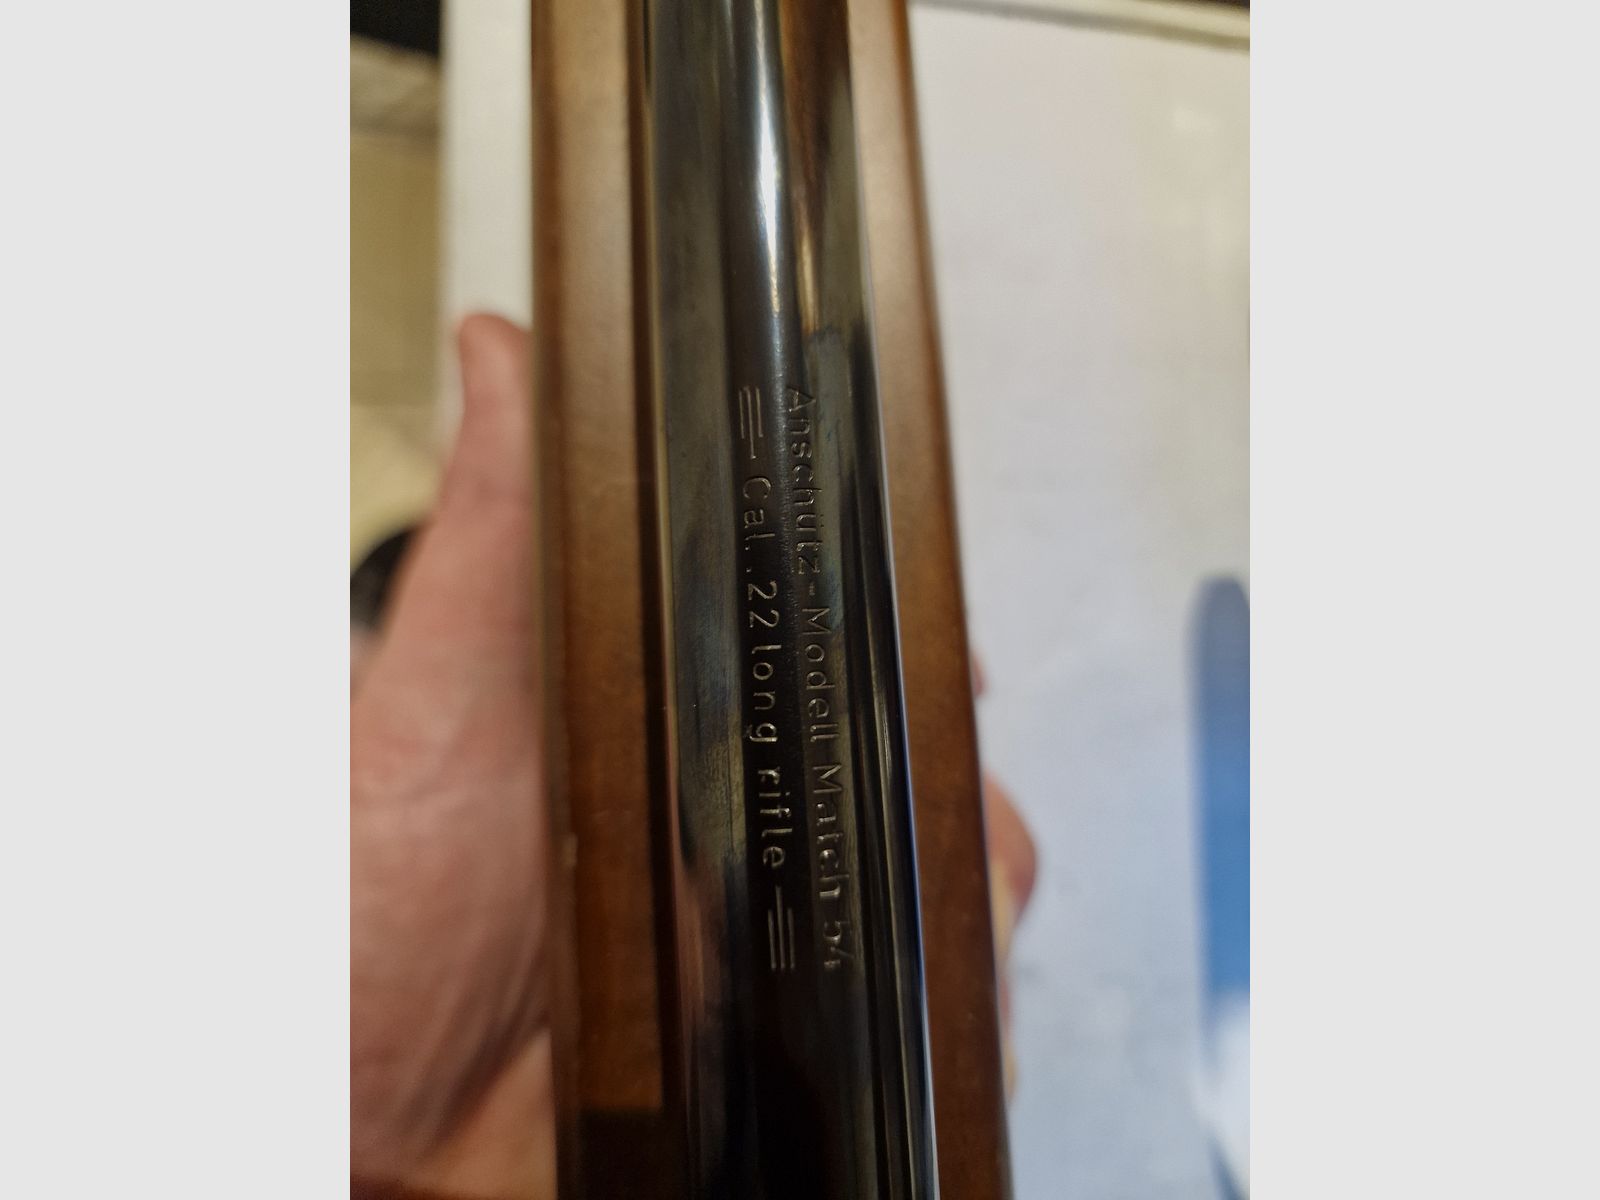 Anschütz-Modell Match 54
Cal. .22 long rifle